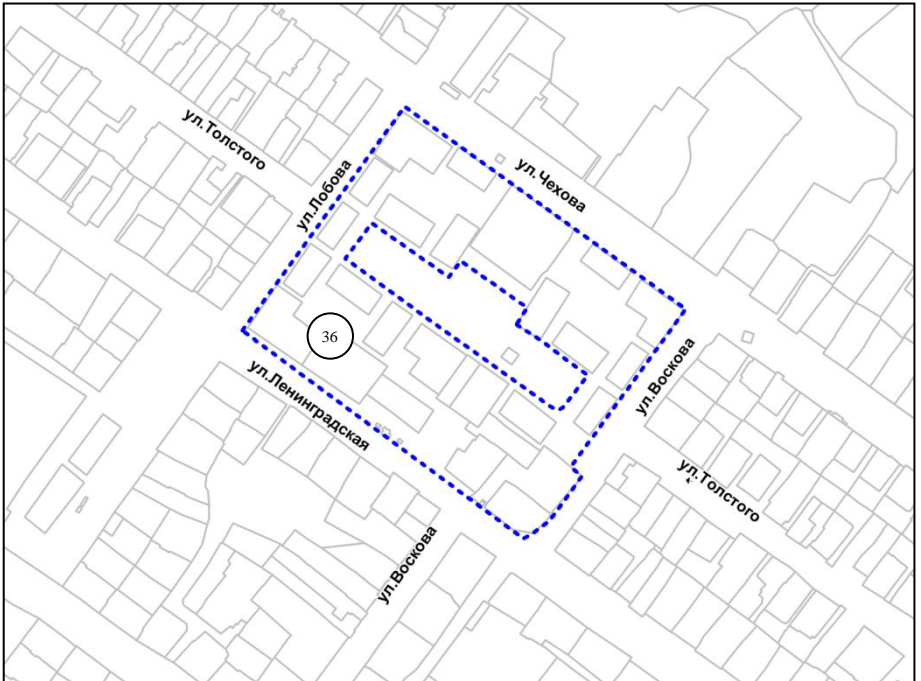 ул.Толстого
ул.Чехова
ул.Лобова
36
ул.Воскова
ул.Ленинградская
ул.Толстого
ул.Воскова